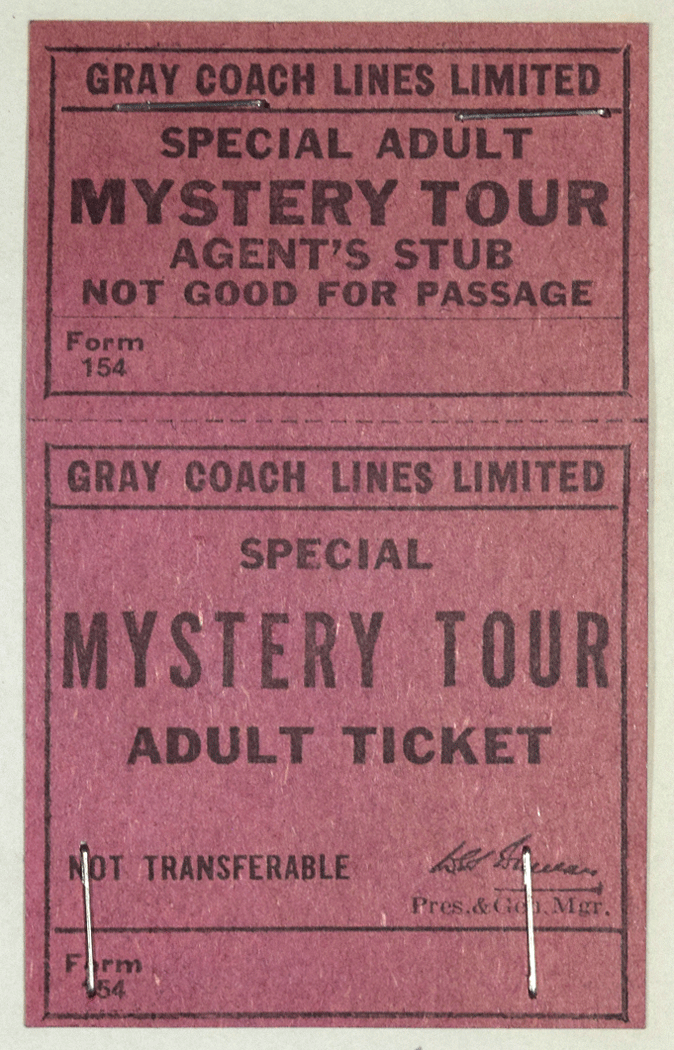 GRAY COACH LINES LIMITED
SPECIAL ADULT
MYSTERY TOUR
AGENT'S STUB
NOT GOOD FOR PASSAGE
Form
154
GRAY COACH LINES LIMITED
SPECIAL
MYSTERY TOUR
ADULT TICKET
NOT TRANSFERABLE
Pres.&Gen.Mgr.
Form
154